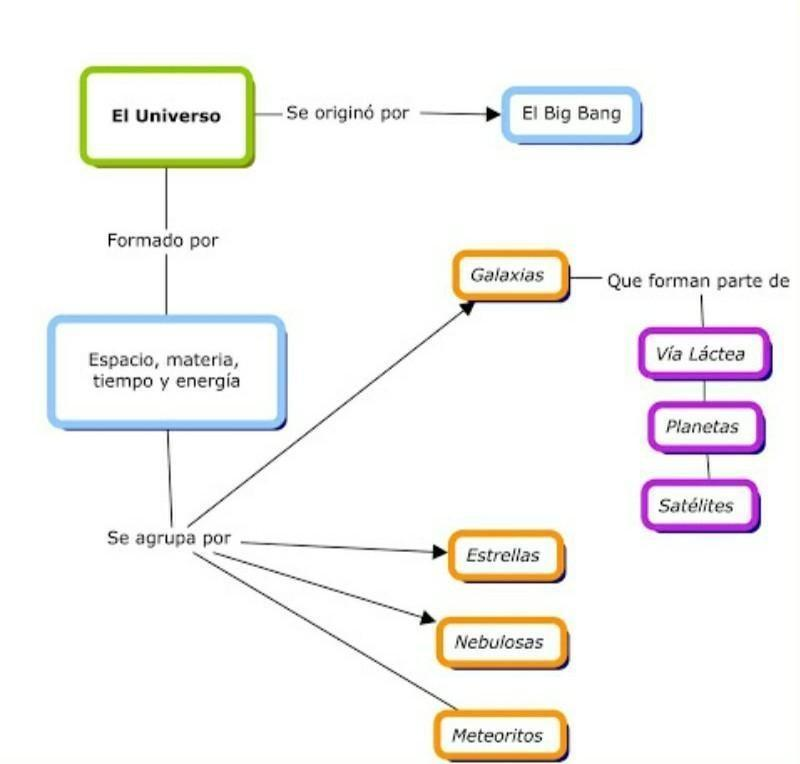 El Universo
Se originó por
El Big Bang
Formado por
Galaxias
Que forman parte de
Espacio, materia,
tiempo y energía
Vía Láctea
Planetas
Satélites
Se agrupa por
Estrellas
Nebulosas
Meteoritos